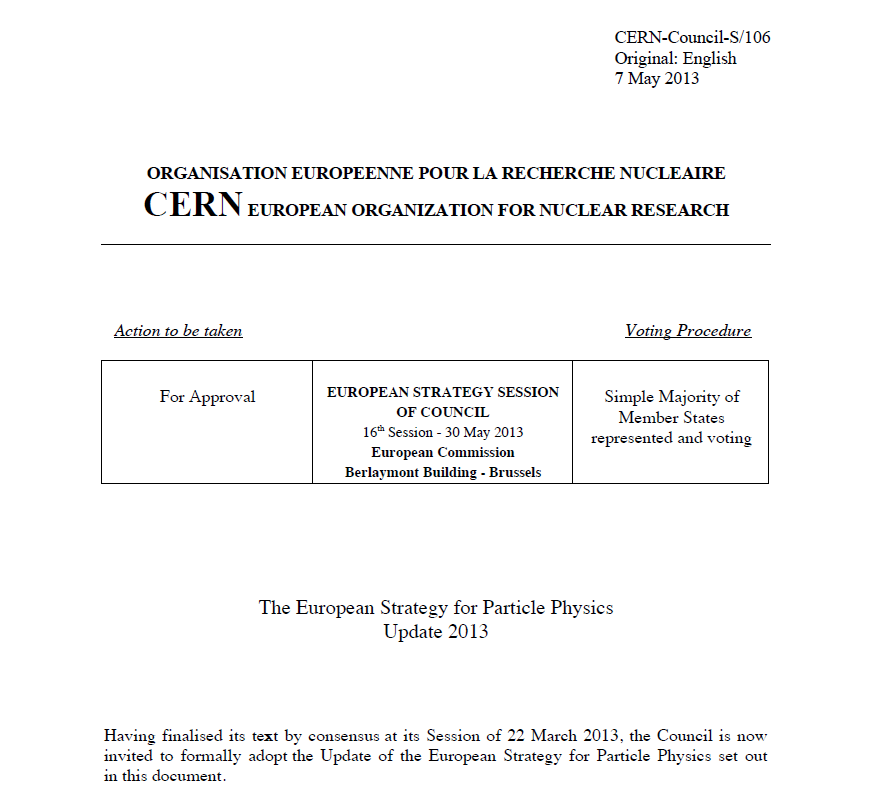 CERN-Council-S/106
Original: English
7 May 2013
ORGANISATION EUROPEENNE POUR LA RECHERCHE NUCLEAIRE
CERN EUROPEAN ORGANIZATION FOR NUCLEAR RESEARCH
Action to be taken
Voting Procedure
For Approval
EUROPEAN STRATEGY SESSION
OF COUNCIL
16th Session - 30 May 2013
European Commission
Berlaymont Building - Brussels
Simple Majority of
Member States
represented and voting
The European Strategy for Particle Physics
Update 2013
Having finalised its text by consensus at its Session of 22 March 2013, the Council is now
invited to formally adopt the Update of the European Strategy for Particle Physics set out
in this document.